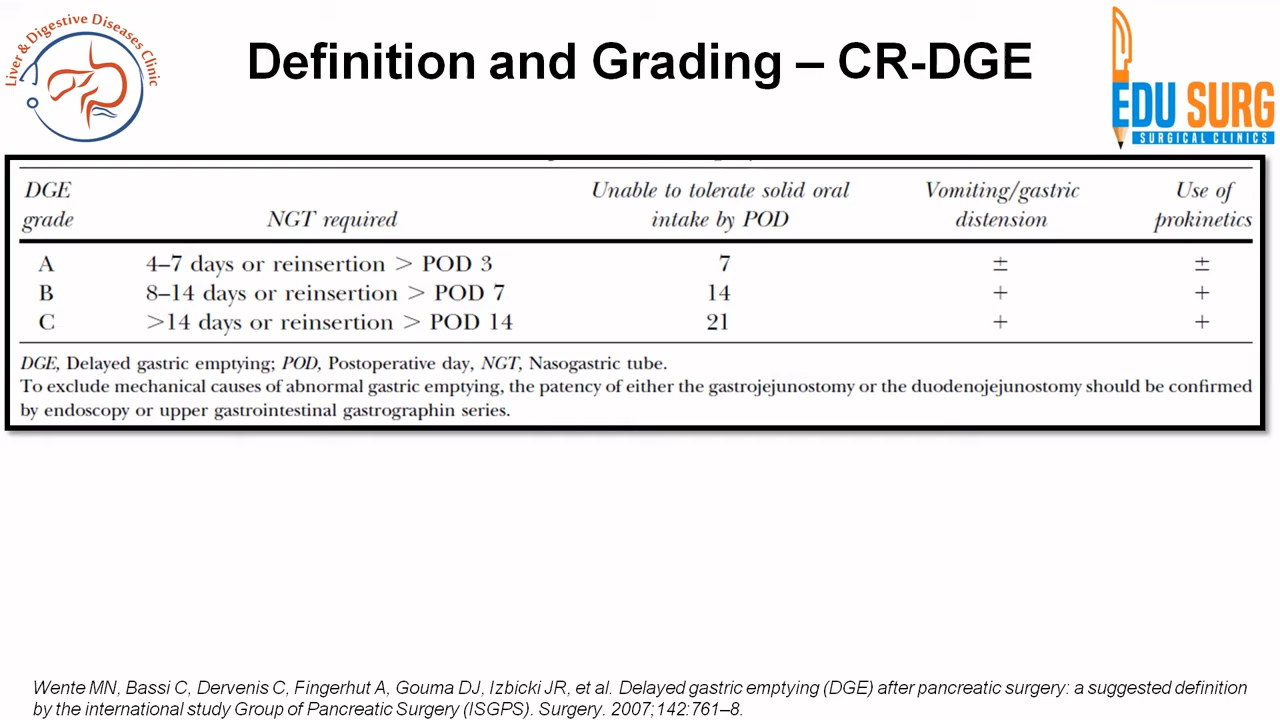 Liver & Digestive Diseases Clinic
Definition and Grading – CR-DGE
EDU SURG
SURGICAL CLINICS
DGE grade NGT required Unable to tolerate solid oral intake by POD Vomiting/gastric distension Use of prokinetics
A 4–7 days or reinsertion > POD 3 7 ± ±
B 8–14 days or reinsertion > POD 7 14 + +
C >14 days or reinsertion > POD 14 21 + +
DGE, Delayed gastric emptying; POD, Postoperative day, NGT, Nasogastric tube.
To exclude mechanical causes of abnormal gastric emptying, the patency of either the gastrojejunostomy or the duodenojejunostomy should be confirmed
by endoscopy or upper gastrointestinal gastrographin series.
Wente MN, Bassi C, Dervenis C, Fingerhut A, Gouma DJ, Izbicki JR, et al. Delayed gastric emptying (DGE) after pancreatic surgery: a suggested definition
by the international study Group of Pancreatic Surgery (ISGPS). Surgery. 2007;142:761–8.